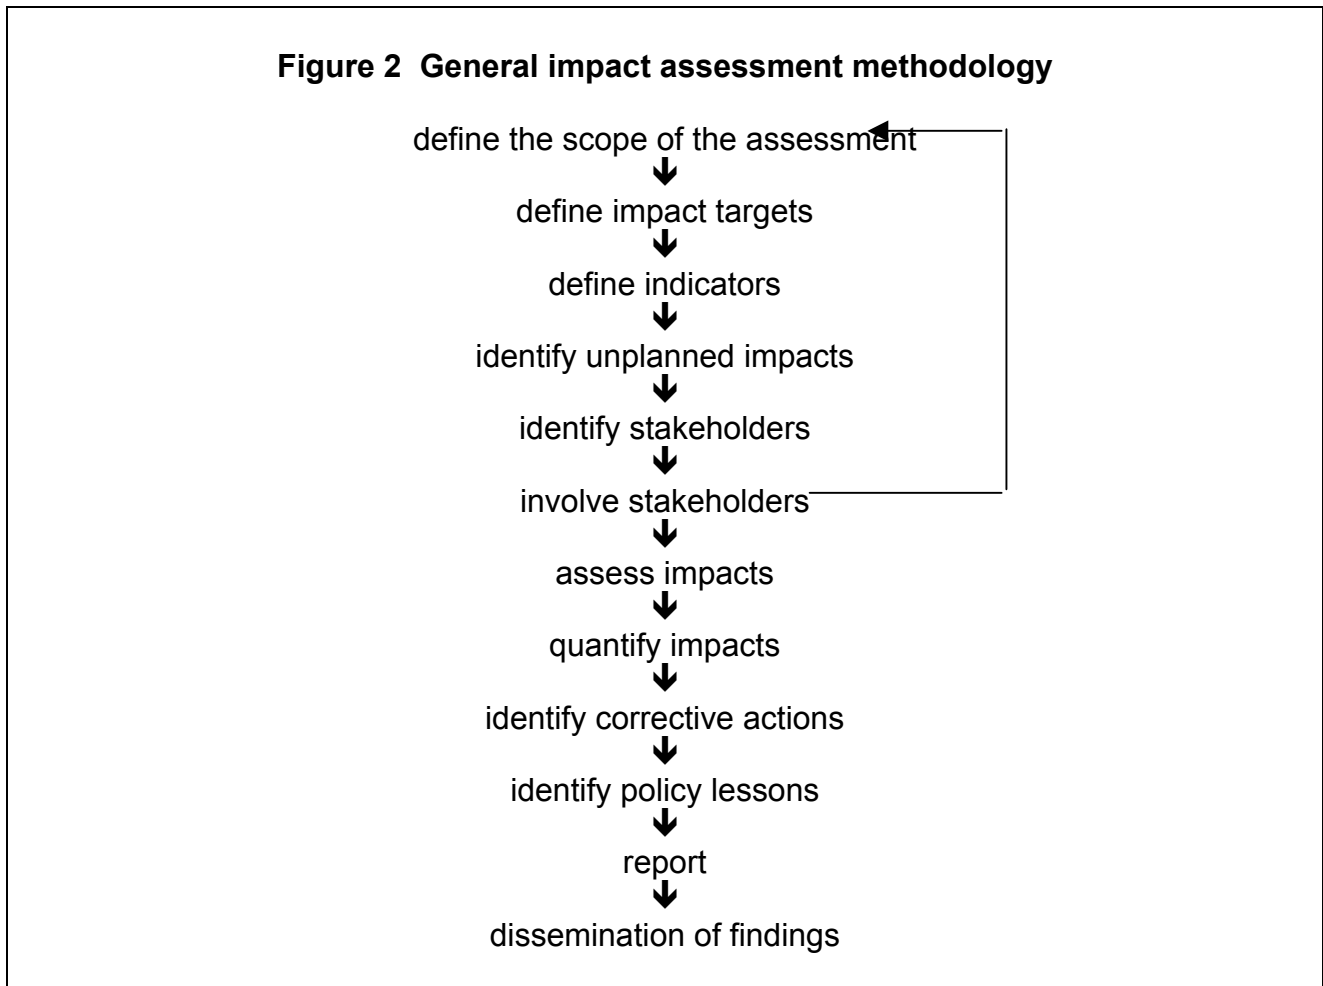 Figure 2 General impact assessment methodology
define the scope of the assessment
define impact targets
define indicators
identify unplanned impacts
identify stakeholders
involve stakeholders
assess impacts
quantify impacts
identify corrective actions
identify policy lessons
report
dissemination of findings